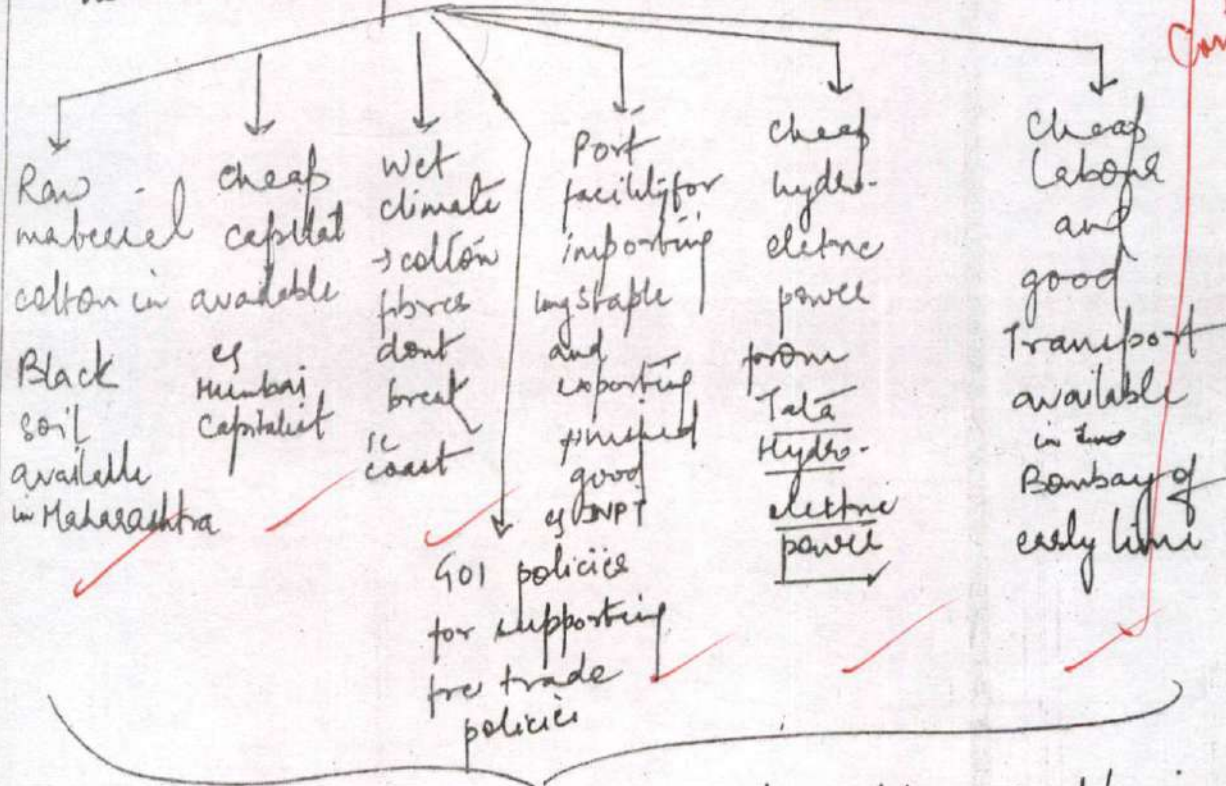 Raw
material
cotton in
Black
soil
available
in Maharashtra
cheap
capital
available
eg
Mumbai
Capitalist
Wet
climate
→ cotton
fibres
dont
break
ie
coast
GOI policies
for supporting
free trade
policies
Port
facility for
importing
long staple
and
exporting
finished
good
eg JNPT
Cheap
hydro-
eletric
power
from
Tata
Hydro-
elettric
power
Cheap
labour
and
good
Transport
available
in
Bombay of
early time